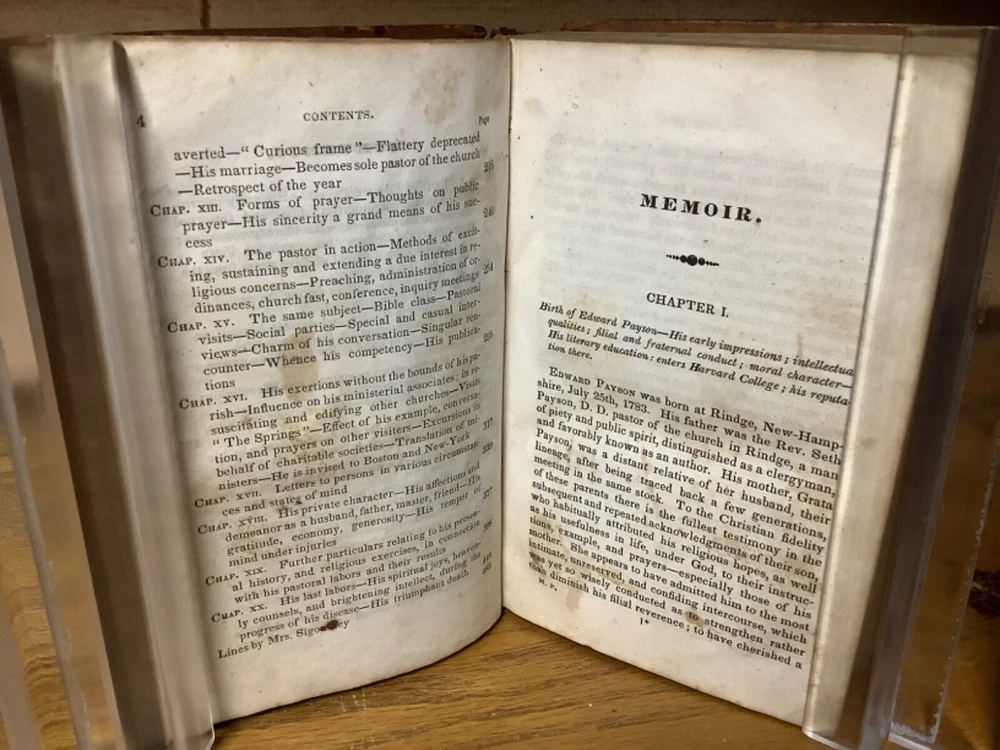 4
CONTENTS.
Page
averted—“ Curious frame ”—Flattery deprecated
—His marriage—Becomes sole pastor of the church
—Retrospect of the year
CHAP. XIII. Forms of prayer—Thoughts on public
prayer—His sincerity a grand means of his suc-
cess 240
CHAP. XIV. The pastor in action—Methods of excit-
ing, sustaining and extending a due interest in re-
ligious concerns—Preaching, administration of or-
dinances, church fast, conference, inquiry meetings 254
CHAP. XV. The same subject—Bible class—Pastoral
visits—Social parties—Special and casual inter-
views—Charm of his conversation—Singular ren-
counter—Whence his competency—His publica-
tions
CHAP. XVI. His exertions without the bounds of his pa-
rish—Influence on his ministerial associates; in re-
suscitating and edifying other churches—Visits
“ The Springs ”—Effect of his example, conversa-
tion, and prayers on other visiters—Excursions in
behalf of charitable societies—Translation of mi-
nisters—He is invited to Boston and New-York 317
CHAP. XVII. Letters to persons in various circumstan-
ces and states of mind
CHAP. XVIII. His private character—His affections and
demeanor as a husband, father, master, friend—His
gratitude, economy, generosity—His temper of
mind under injuries
CHAP. XIX. Further particulars relating to his person-
al history, and religious exercises, in connection
with his pastoral labors and their results
CHAP. XX. His last labors—His spiritual joys, heaven-
ly counsels, and brightening intellect, during the
progress of his disease—His triumphant death
Lines by Mrs.
MEMOIR.
CHAPTER I.
Birth of Edward Payson—His early impressions; intellectual
qualities; filial and fraternal conduct; moral character—
His literary education: enters Harvard College; his reputa-
tion there.
EDWARD PAYSON was born at Rindge, New-Hamp-
shire, July 25th, 1783. His father was the Rev. Seth
Payson, D. D. pastor of the church in Rindge, a man
of piety and public spirit, distinguished as a clergyman,
and favorably known as an author. His mother, Grata
Payson, was a distant relative of her husband, their
lineage, after being traced back a few generations,
meeting in the same stock. To the Christian fidelity
of these parents there is the fullest testimony in the
subsequent and repeated acknowledgments of their son,
who habitually attributed his religious hopes, as well
as his usefulness in life, under God, to their instruc-
tions, example, and prayers—especially those of his
mother. She appears to have admitted him to the most
intimate, unreserved, and confiding intercourse, which
was yet so wisely conducted as to strengthen rather
than diminish his filial reverence; to have cherished a
M. P.
1*